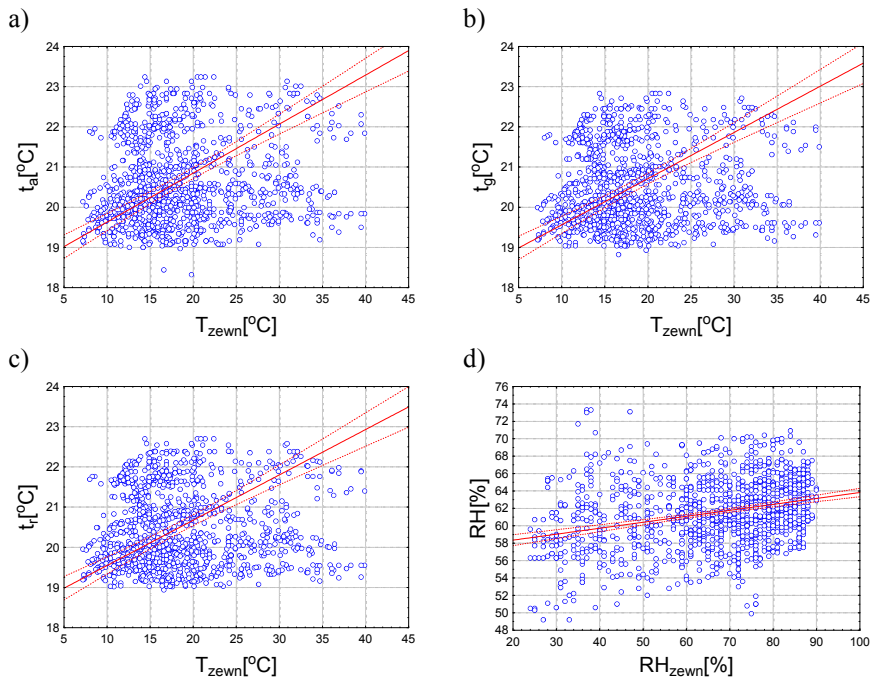 a)
b)
24
23
22
21
20
19
18
tₐ[°C]
5 10 15 20 25 30 35 40 45
T_zewn[°C]
24
23
22
21
20
19
18
t_g[°C]
5 10 15 20 25 30 35 40 45
T_zewn[°C]
c)
d)
24
23
22
21
20
19
18
t_r[°C]
5 10 15 20 25 30 35 40 45
T_zewn[°C]
76
74
72
70
68
66
64
62
60
58
56
54
52
50
48
RH[%]
20 30 40 50 60 70 80 90 100
RH_zewn[%]